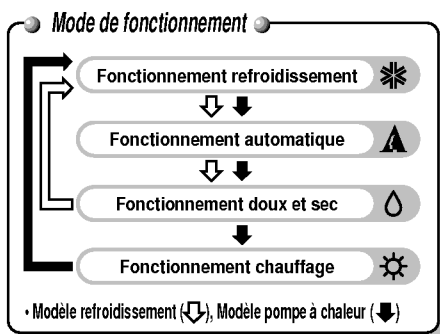 Mode de fonctionnement
Fonctionnement refroidissement
Fonctionnement automatique
Fonctionnement doux et sec
Fonctionnement chauffage
• Modèle refroidissement (⇩), Modèle pompe à chaleur (🡇)